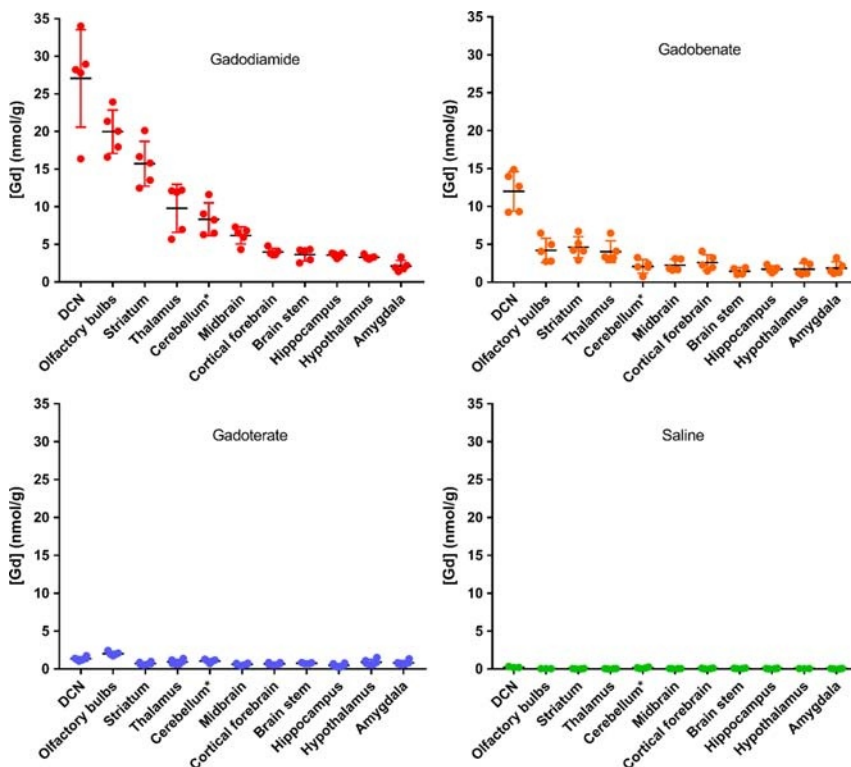 Gadodiamide
[Gd] (nmol/g)
35
30
25
20
15
10
5
0
DCN
Olfactory bulbs
Striatum
Thalamus
Cerebellum*
Midbrain
Cortical forebrain
Brain stem
Hippocampus
Hypothalamus
Amygdala
Gadobenate
[Gd] (nmol/g)
35
30
25
20
15
10
5
0
DCN
Olfactory bulbs
Striatum
Thalamus
Cerebellum*
Midbrain
Cortical forebrain
Brain stem
Hippocampus
Hypothalamus
Amygdala
Gadoterate
[Gd] (nmol/g)
35
30
25
20
15
10
5
0
DCN
Olfactory bulbs
Striatum
Thalamus
Cerebellum*
Midbrain
Cortical forebrain
Brain stem
Hippocampus
Hypothalamus
Amygdala
Saline
[Gd] (nmol/g)
35
30
25
20
15
10
5
0
DCN
Olfactory bulbs
Striatum
Thalamus
Cerebellum*
Midbrain
Cortical forebrain
Brain stem
Hippocampus
Hypothalamus
Amygdala